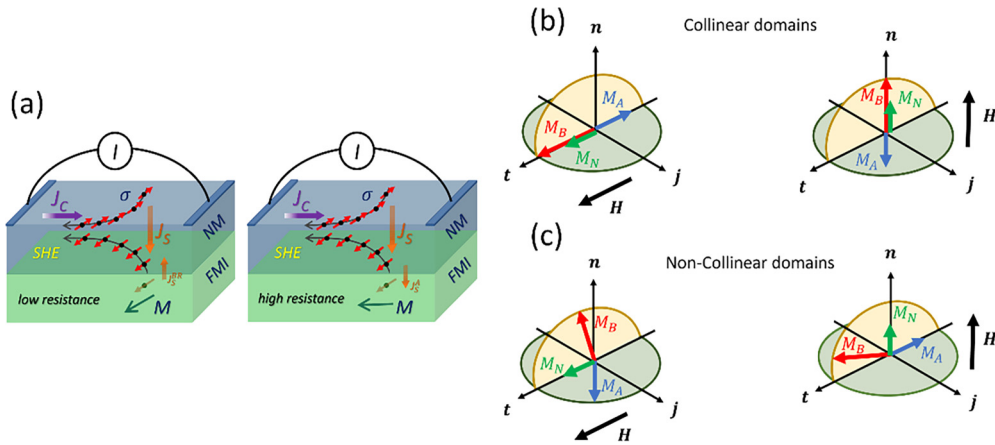 (a)
I
J_C
σ
J_S
NM
SHE
J_S^BR
FMI
low resistance
M
I
J_C
σ
J_S
NM
SHE
J_S^A
FMI
high resistance
M
(b)
Collinear domains
n
M_A
M_B
M_N
t
j
H
n
M_B
M_N
M_A
H
t
j
(c)
Non-Collinear domains
n
M_B
M_N
M_A
t
j
H
n
M_N
M_B
M_A
H
t
j